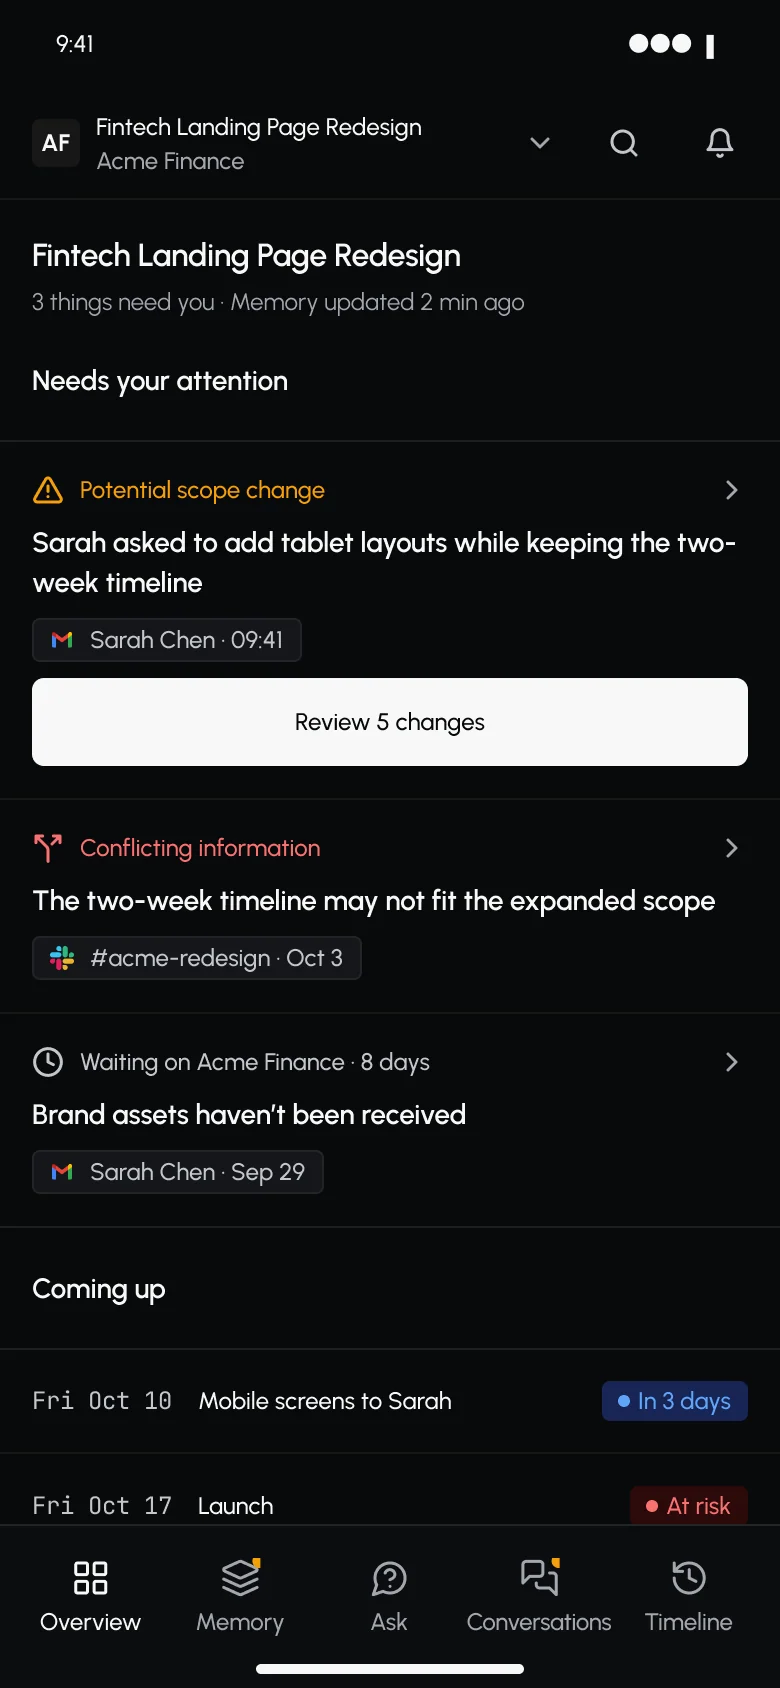 9:41
AF
Fintech Landing Page Redesign
Acme Finance
Fintech Landing Page Redesign
3 things need you · Memory updated 2 min ago
Needs your attention
Potential scope change
Sarah asked to add tablet layouts while keeping the two-
week timeline
Sarah Chen · 09:41
Review 5 changes
Conflicting information
The two-week timeline may not fit the expanded scope
#acme-redesign · Oct 3
Waiting on Acme Finance · 8 days
Brand assets haven’t been received
Sarah Chen · Sep 29
Coming up
Fri Oct 10 Mobile screens to Sarah In 3 days
Fri Oct 17 Launch At risk
Overview Memory Ask Conversations Timeline